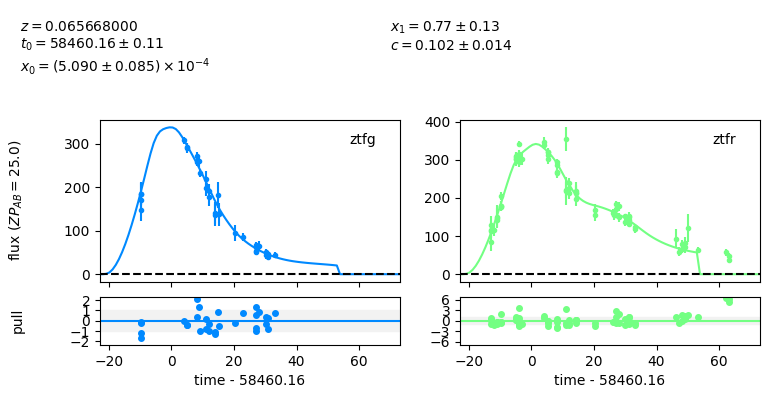 z = 0.065668000
t₀ = 58460.16 ± 0.11
x₀ = (5.090 ± 0.085) × 10⁻⁴
x₁ = 0.77 ± 0.13
c = 0.102 ± 0.014
flux (ZP_AB = 25.0)
300
200
100
0
ztfg
400
300
200
100
0
ztfr
pull
2
1
0
−1
−2
−20
0
20
40
60
time - 58460.16
6
3
0
−3
−6
−20
0
20
40
60
time - 58460.16